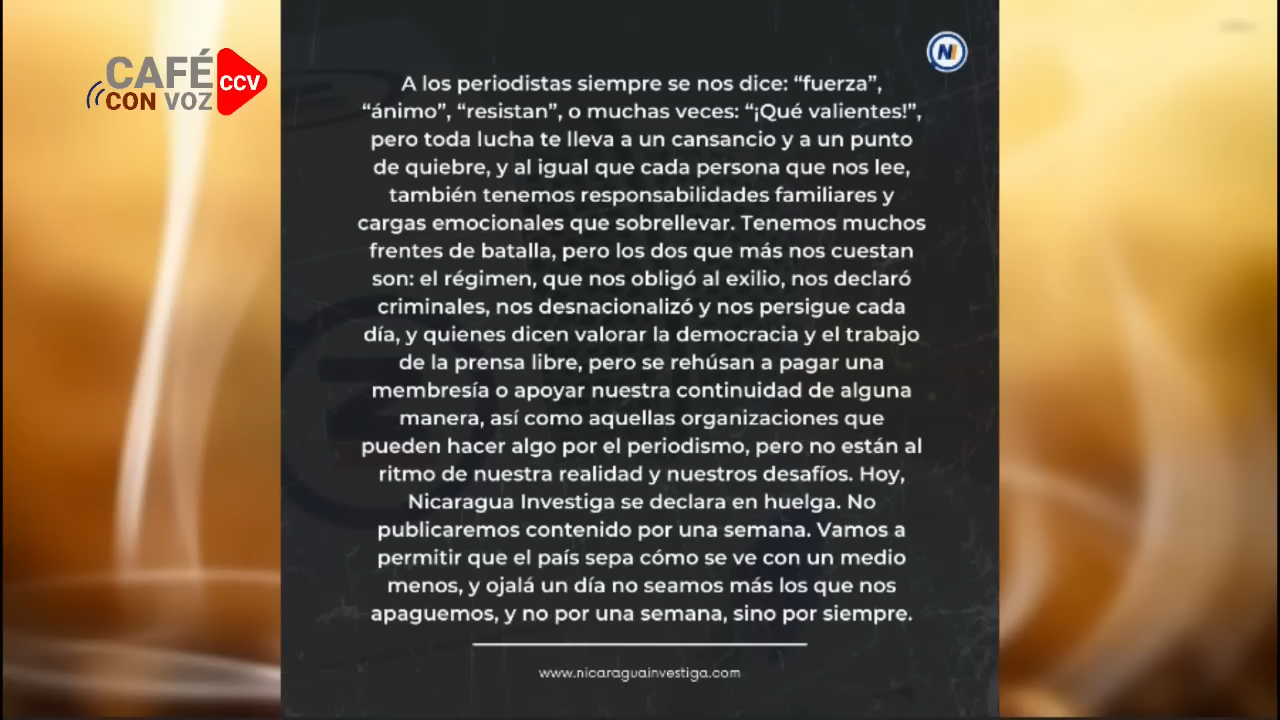 CAFÉ
CON VOZ
CCV
N
A los periodistas siempre se nos dice: “fuerza”,
“ánimo”, “resistan”, o muchas veces: “¡Qué valientes!”,
pero toda lucha te lleva a un cansancio y a un punto
de quiebre, y al igual que cada persona que nos lee,
también tenemos responsabilidades familiares y
cargas emocionales que sobrellevar. Tenemos muchos
frentes de batalla, pero los dos que más nos cuestan
son: el régimen, que nos obligó al exilio, nos declaró
criminales, nos desnacionalizó y nos persigue cada
día, y quienes dicen valorar la democracia y el trabajo
de la prensa libre, pero se rehúsan a pagar una
membresía o apoyar nuestra continuidad de alguna
manera, así como aquellas organizaciones que
pueden hacer algo por el periodismo, pero no están al
ritmo de nuestra realidad y nuestros desafíos. Hoy,
Nicaragua Investiga se declara en huelga. No
publicaremos contenido por una semana. Vamos a
permitir que el país sepa cómo se ve con un medio
menos, y ojalá un día no seamos más los que nos
apaguemos, y no por una semana, sino por siempre.
www.nicaraguainvestiga.com